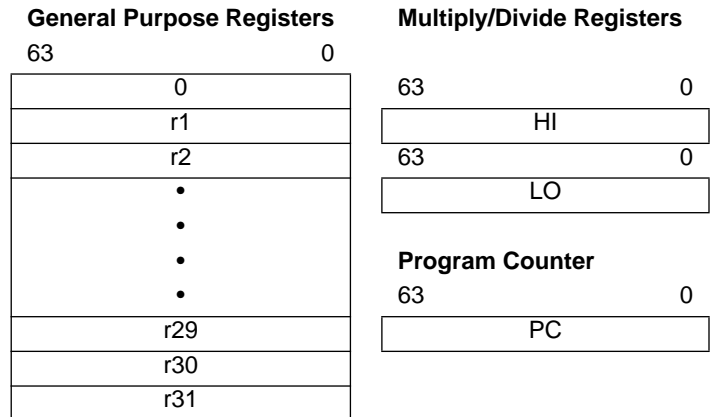 General Purpose Registers
63 0
0
r1
r2
•
•
•
•
r29
r30
r31
Multiply/Divide Registers
63 0
HI
63 0
LO
Program Counter
63 0
PC